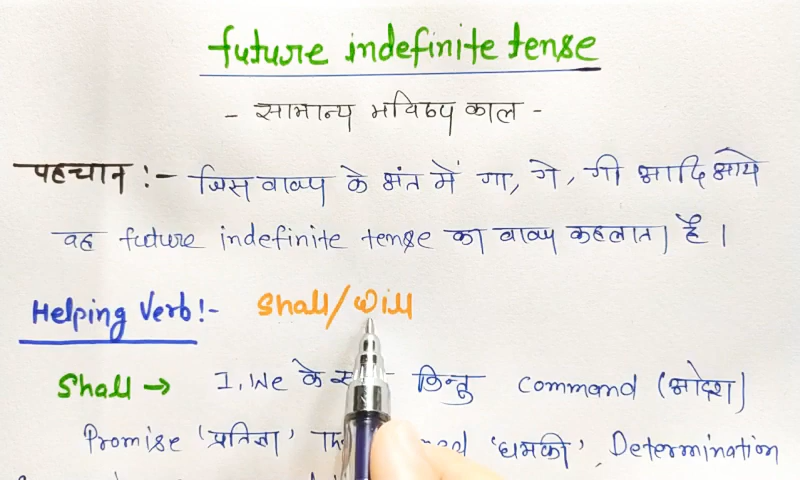 future indefinite tense
- सामान्य भविष्य काल -
पहचान :- जिस वाक्य के अंत में गा, गे, गी आदि आये
वह future indefinite tense का वाक्य कहलाता है।
Helping Verb :- Shall/Will
Shall → I, We के किन्तु Command (आदेश)
Promise 'प्रतिज्ञा' 'धमकी', Determination